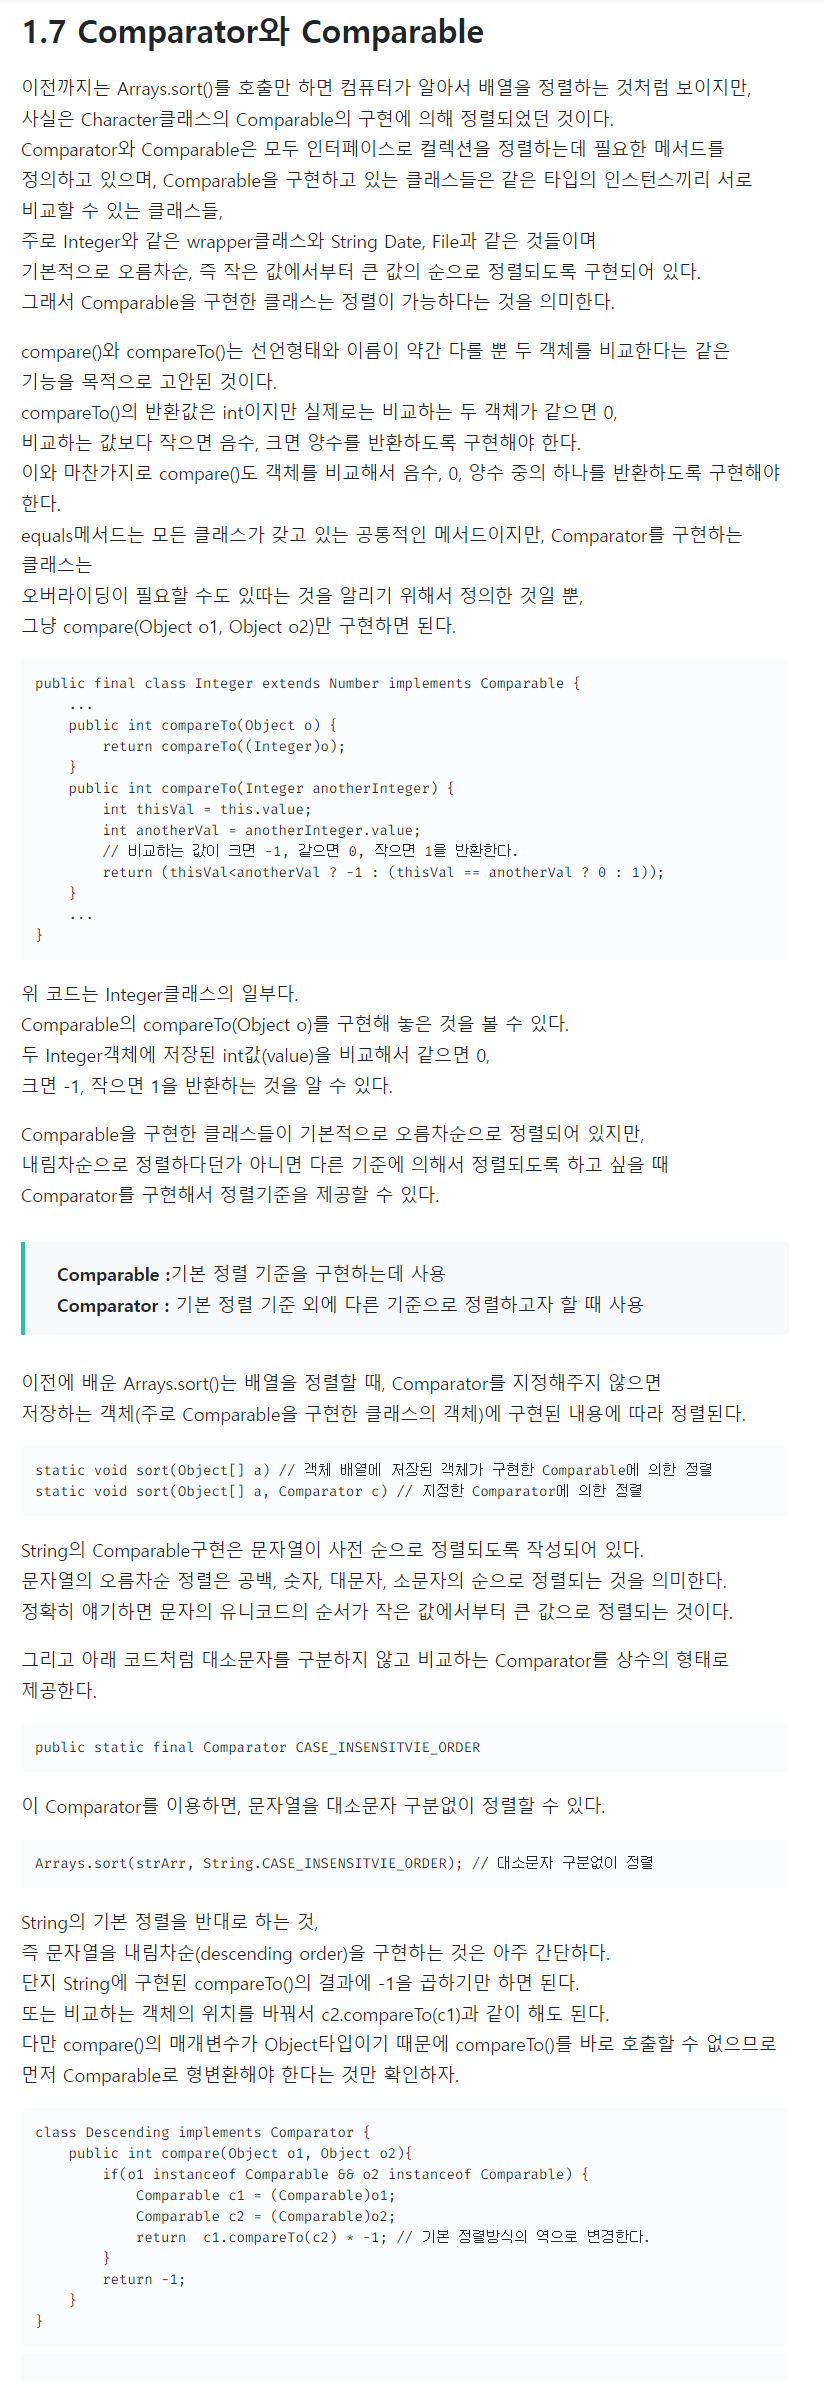 1.7 Comparator와 Comparable
이전까지는 Arrays.sort()를 호출만 하면 컴퓨터가 알아서 배열을 정렬하는 것처럼 보이지만,
사실은 Character클래스의 Comparable의 구현에 의해 정렬되었던 것이다.
Comparator와 Comparable은 모두 인터페이스로 컬렉션을 정렬하는데 필요한 메서드를
정의하고 있으며, Comparable을 구현하고 있는 클래스들은 같은 타입의 인스턴스끼리 서로
비교할 수 있는 클래스들,
주로 Integer와 같은 wrapper클래스와 String Date, File과 같은 것들이며
기본적으로 오름차순, 즉 작은 값에서부터 큰 값의 순으로 정렬되도록 구현되어 있다.
그래서 Comparable을 구현한 클래스는 정렬이 가능하다는 것을 의미한다.
compare()와 compareTo()는 선언형태와 이름이 약간 다를 뿐 두 객체를 비교한다는 같은
기능을 목적으로 고안된 것이다.
compareTo()의 반환값은 int이지만 실제로는 비교하는 두 객체가 같으면 0,
비교하는 값보다 작으면 음수, 크면 양수를 반환하도록 구현해야 한다.
이와 마찬가지로 compare()도 객체를 비교해서 음수, 0, 양수 중의 하나를 반환하도록 구현해야
한다.
equals메서드는 모든 클래스가 갖고 있는 공통적인 메서드이지만, Comparator를 구현하는
클래스는
오버라이딩이 필요할 수도 있따는 것을 알리기 위해서 정의한 것일 뿐,
그냥 compare(Object o1, Object o2)만 구현하면 된다.
public final class Integer extends Number implements Comparable {
    ...
    public int compareTo(Object o) {
        return compareTo((Integer)o);
    }
    public int compareTo(Integer anotherInteger) {
        int thisVal = this.value;
        int anotherVal = anotherInteger.value;
        // 비교하는 값이 크면 -1, 같으면 0, 작으면 1을 반환한다.
        return (thisVal<anotherVal ? -1 : (thisVal == anotherVal ? 0 : 1));
    }
    ...
}
위 코드는 Integer클래스의 일부다.
Comparable의 compareTo(Object o)를 구현해 놓은 것을 볼 수 있다.
두 Integer객체에 저장된 int값(value)을 비교해서 같으면 0,
크면 -1, 작으면 1을 반환하는 것을 알 수 있다.
Comparable을 구현한 클래스들이 기본적으로 오름차순으로 정렬되어 있지만,
내림차순으로 정렬하다던가 아니면 다른 기준에 의해서 정렬되도록 하고 싶을 때
Comparator를 구현해서 정렬기준을 제공할 수 있다.
Comparable :기본 정렬 기준을 구현하는데 사용
Comparator : 기본 정렬 기준 외에 다른 기준으로 정렬하고자 할 때 사용
이전에 배운 Arrays.sort()는 배열을 정렬할 때, Comparator를 지정해주지 않으면
저장하는 객체(주로 Comparable을 구현한 클래스의 객체)에 구현된 내용에 따라 정렬된다.
static void sort(Object[] a) // 객체 배열에 저장된 객체가 구현한 Comparable에 의한 정렬
static void sort(Object[] a, Comparator c) // 지정한 Comparator에 의한 정렬
String의 Comparable구현은 문자열이 사전 순으로 정렬되도록 작성되어 있다.
문자열의 오름차순 정렬은 공백, 숫자, 대문자, 소문자의 순으로 정렬되는 것을 의미한다.
정확히 얘기하면 문자의 유니코드의 순서가 작은 값에서부터 큰 값으로 정렬되는 것이다.
그리고 아래 코드처럼 대소문자를 구분하지 않고 비교하는 Comparator를 상수의 형태로
제공한다.
public static final Comparator CASE_INSENSITVIE_ORDER
이 Comparator를 이용하면, 문자열을 대소문자 구분없이 정렬할 수 있다.
Arrays.sort(strArr, String.CASE_INSENSITVIE_ORDER); // 대소문자 구분없이 정렬
String의 기본 정렬을 반대로 하는 것,
즉 문자열을 내림차순(descending order)을 구현하는 것은 아주 간단하다.
단지 String에 구현된 compareTo()의 결과에 -1을 곱하기만 하면 된다.
또는 비교하는 객체의 위치를 바꿔서 c2.compareTo(c1)과 같이 해도 된다.
다만 compare()의 매개변수가 Object타입이기 때문에 compareTo()를 바로 호출할 수 없으므로
먼저 Comparable로 형변환해야 한다는 것만 확인하자.
class Descending implements Comparator {
    public int compare(Object o1, Object o2){
        if(o1 instanceof Comparable && o2 instanceof Comparable) {
            Comparable c1 = (Comparable)o1;
            Comparable c2 = (Comparable)o2;
            return  c1.compareTo(c2) * -1; // 기본 정렬방식의 역으로 변경한다.
        }
        return -1;
    }
}